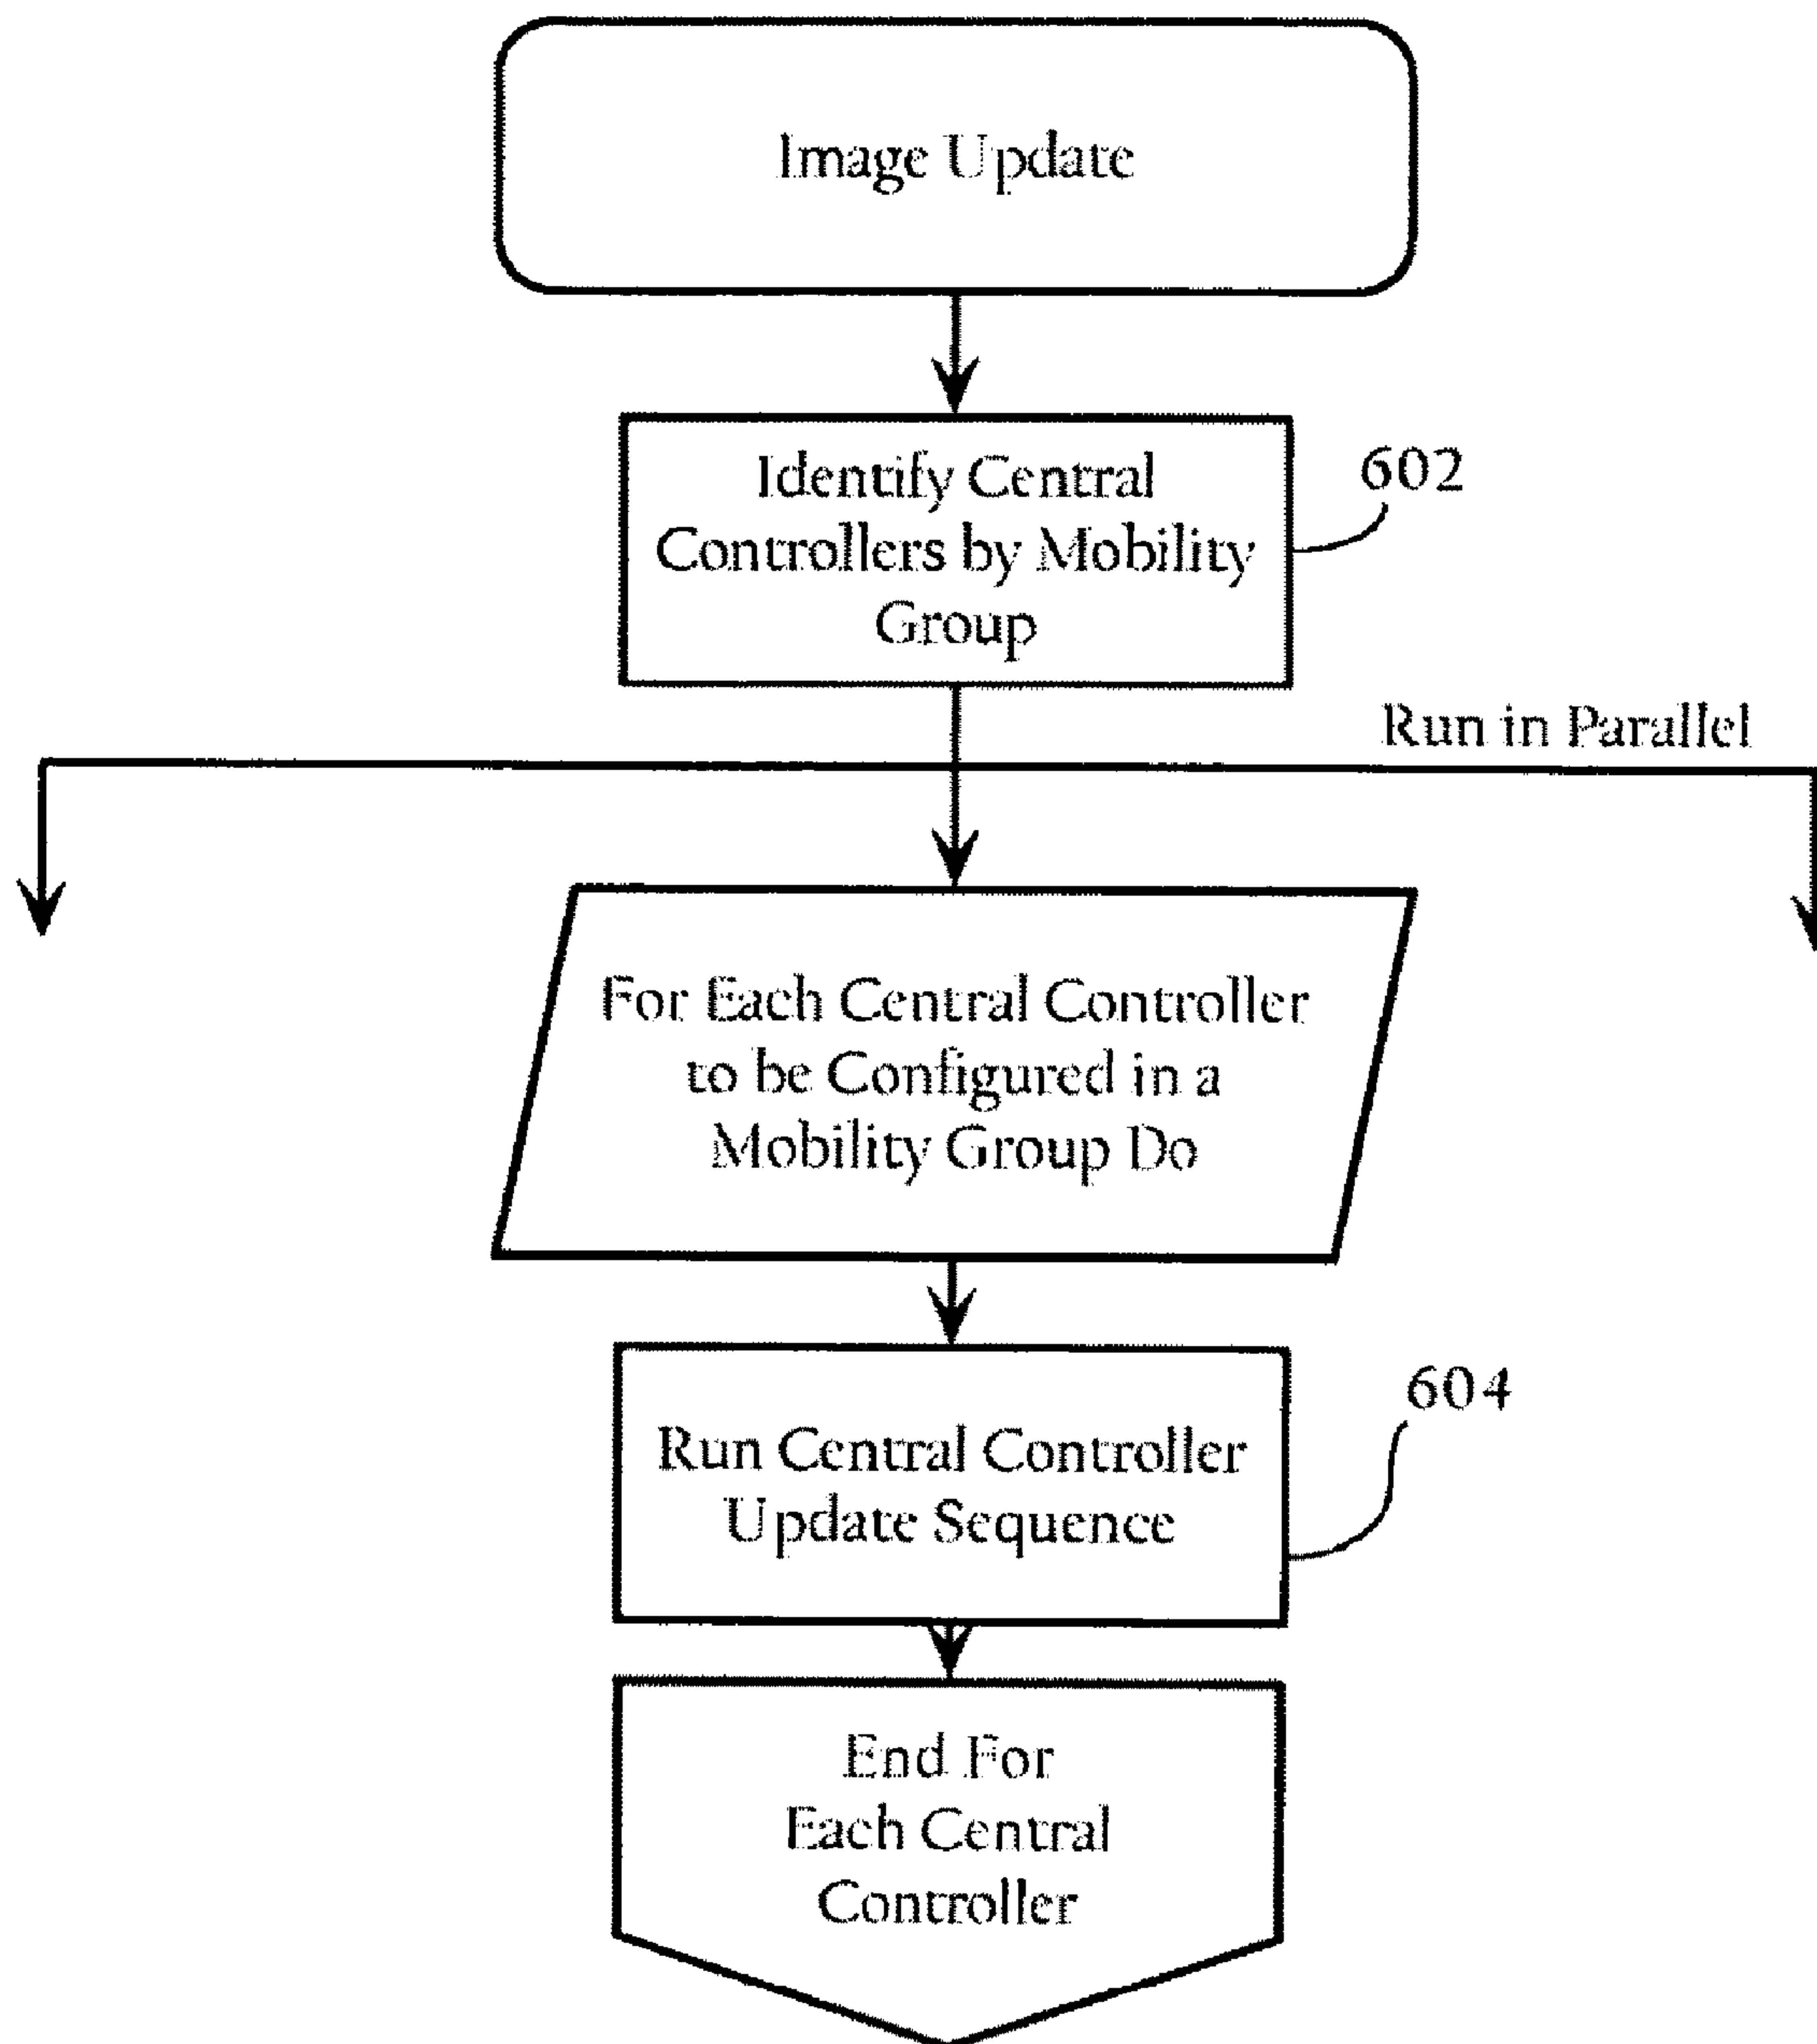 Image Update
Identify Central
Controllers by Mobility
Group
602
Run in Parallel
For Each Central Controller
to be Configured in a
Mobility Group Do
Run Central Controller
Update Sequence
604
End For
Each Central
Controller